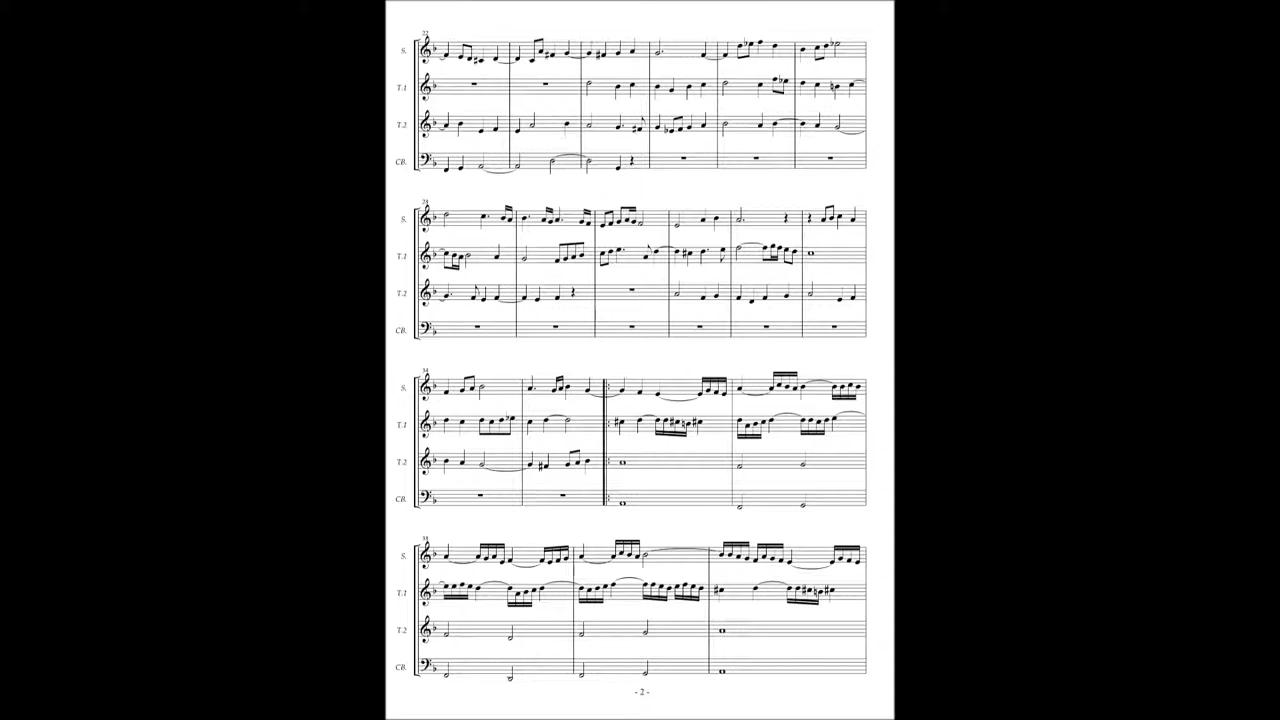 22
S.
T.1
T.2
CB.
28
S.
T.1
T.2
CB.
34
S.
T.1
T.2
CB.
38
S.
T.1
T.2
CB.
- 2 -